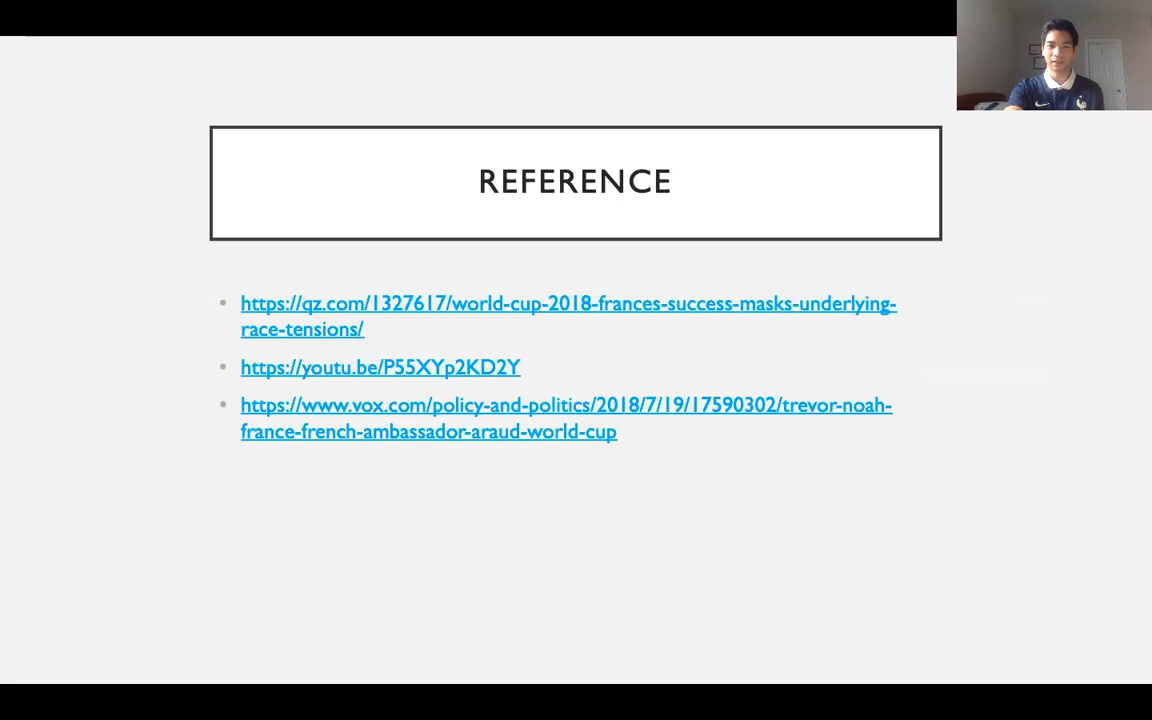 REFERENCE
https://qz.com/1327617/world-cup-2018-frances-success-masks-underlying-
race-tensions/
https://youtu.be/P55XYp2KD2Y
https://www.vox.com/policy-and-politics/2018/7/19/17590302/trevor-noah-
france-french-ambassador-araud-world-cup